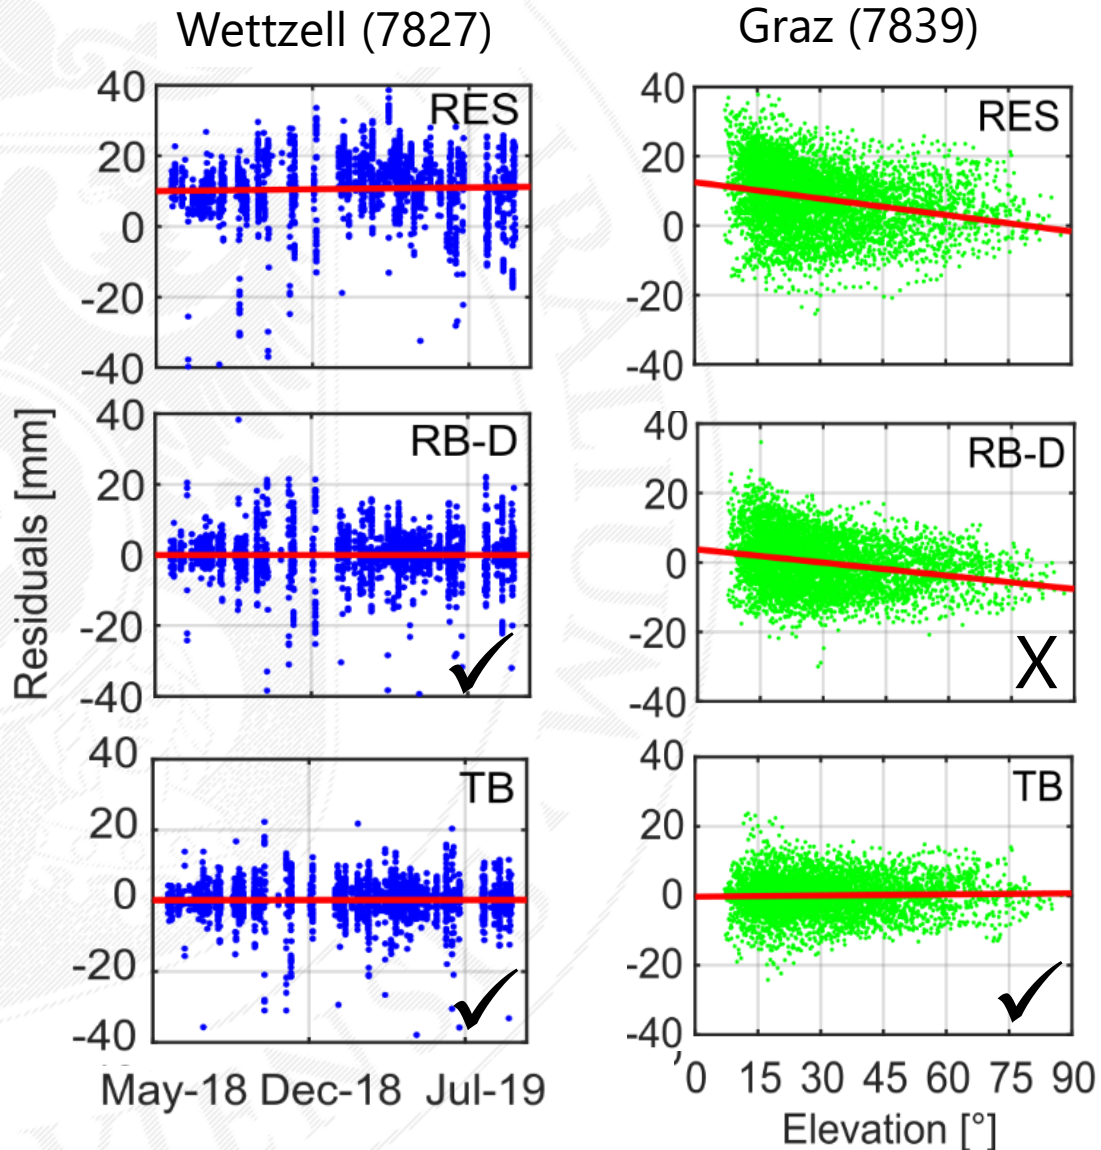 Wettzell (7827)
Graz (7839)
Residuals [mm]
40
20
0
-20
-40
RES
40
20
0
-20
-40
RES
40
20
0
-20
-40
RB-D
✓
40
20
0
-20
-40
RB-D
X
40
20
0
-20
-40
TB
✓
May-18 Dec-18 Jul-19
40
20
0
-20
-40
TB
✓
0 15 30 45 60 75 90
Elevation [°]